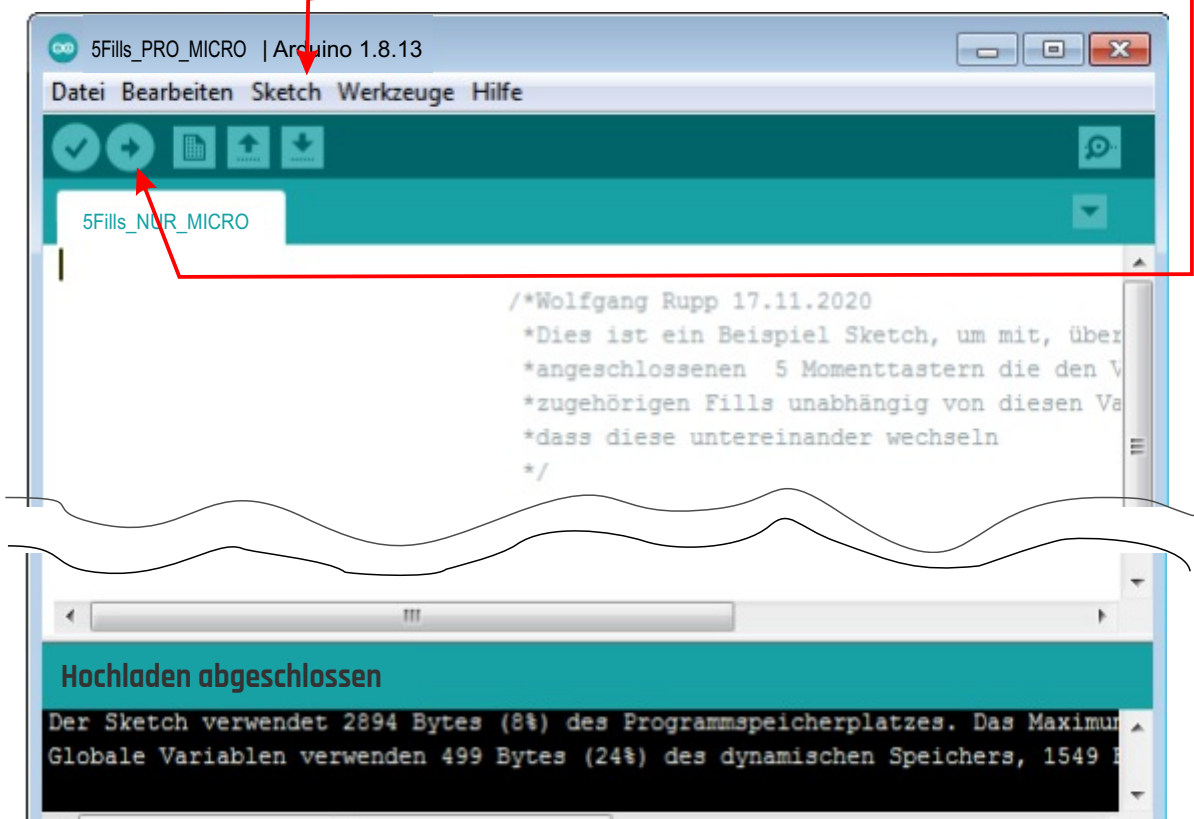 5Fills_PRO_MICRO | Arduino 1.8.13
Datei Bearbeiten Sketch Werkzeuge Hilfe
5Fills_NUR_MICRO
/*Wolfgang Rupp 17.11.2020
*Dies ist ein Beispiel Sketch, um mit, über
*angeschlossenen 5 Momenttastern die den V
*zugehörigen Fills unabhängig von diesen Va
*dass diese untereinander wechseln
*/
Hochladen abgeschlossen
Der Sketch verwendet 2894 Bytes (8%) des Programmspeicherplatzes. Das Maximum
Globale Variablen verwenden 499 Bytes (24%) des dynamischen Speichers, 1549